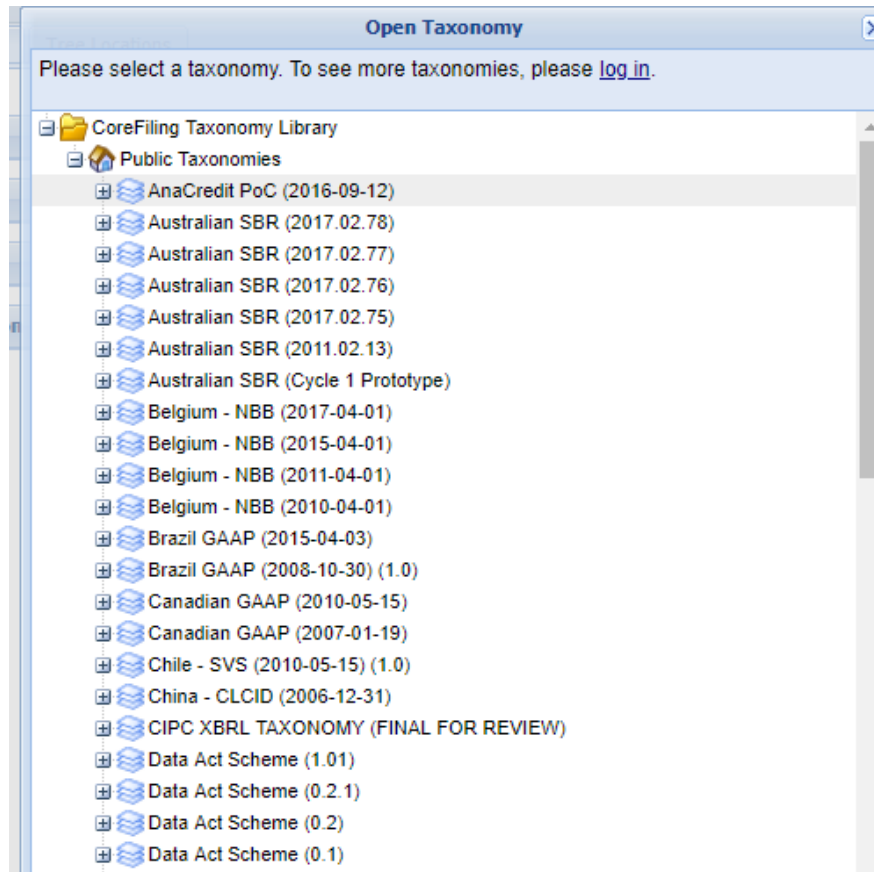 Open Taxonomy
Tree Locations
Please select a taxonomy. To see more taxonomies, please log in.
CoreFiling Taxonomy Library
Public Taxonomies
AnaCredit PoC (2016-09-12)
Australian SBR (2017.02.78)
Australian SBR (2017.02.77)
Australian SBR (2017.02.76)
Australian SBR (2017.02.75)
Australian SBR (2011.02.13)
Australian SBR (Cycle 1 Prototype)
Belgium - NBB (2017-04-01)
Belgium - NBB (2015-04-01)
Belgium - NBB (2011-04-01)
Belgium - NBB (2010-04-01)
Brazil GAAP (2015-04-03)
Brazil GAAP (2008-10-30) (1.0)
Canadian GAAP (2010-05-15)
Canadian GAAP (2007-01-19)
Chile - SVS (2010-05-15) (1.0)
China - CLCID (2006-12-31)
CIPC XBRL TAXONOMY (FINAL FOR REVIEW)
Data Act Scheme (1.01)
Data Act Scheme (0.2.1)
Data Act Scheme (0.2)
Data Act Scheme (0.1)